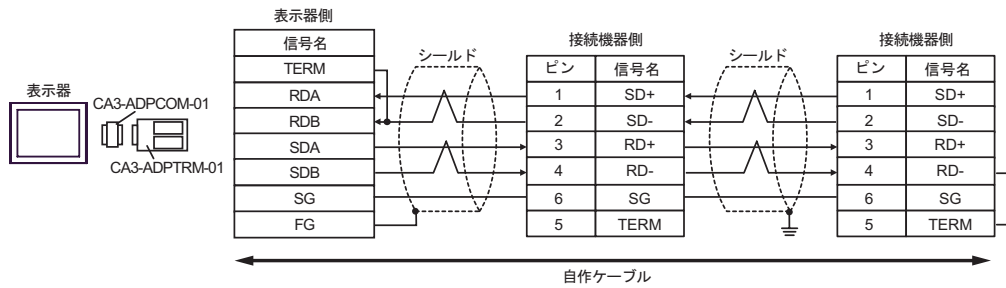 表示器
CA3-ADPCOM-01
CA3-ADPTRM-01
表示器側
信号名
TERM
RDA
RDB
SDA
SDB
SG
FG
シールド
接続機器側
ピン 信号名
1 SD+
2 SD-
3 RD+
4 RD-
6 SG
5 TERM
シールド
接続機器側
ピン 信号名
1 SD+
2 SD-
3 RD+
4 RD-
6 SG
5 TERM
自作ケーブル